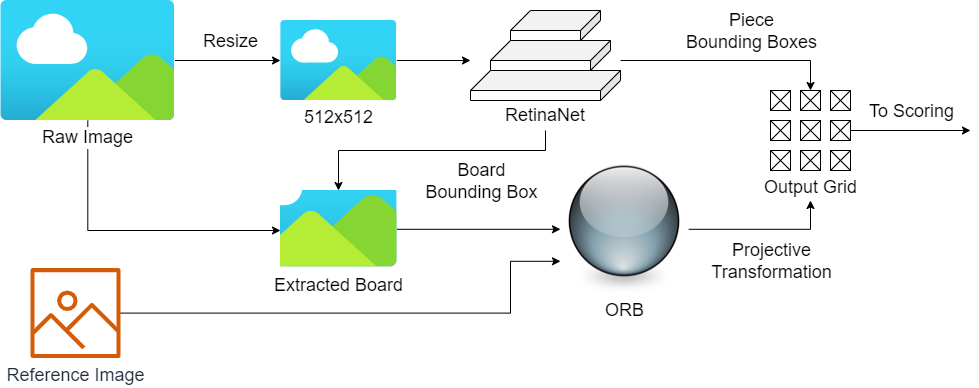 Resize
Piece
Bounding Boxes
Raw Image
512x512
RetinaNet
To Scoring
Board
Bounding Box
Output Grid
Extracted Board
Projective
Transformation
ORB
Reference Image